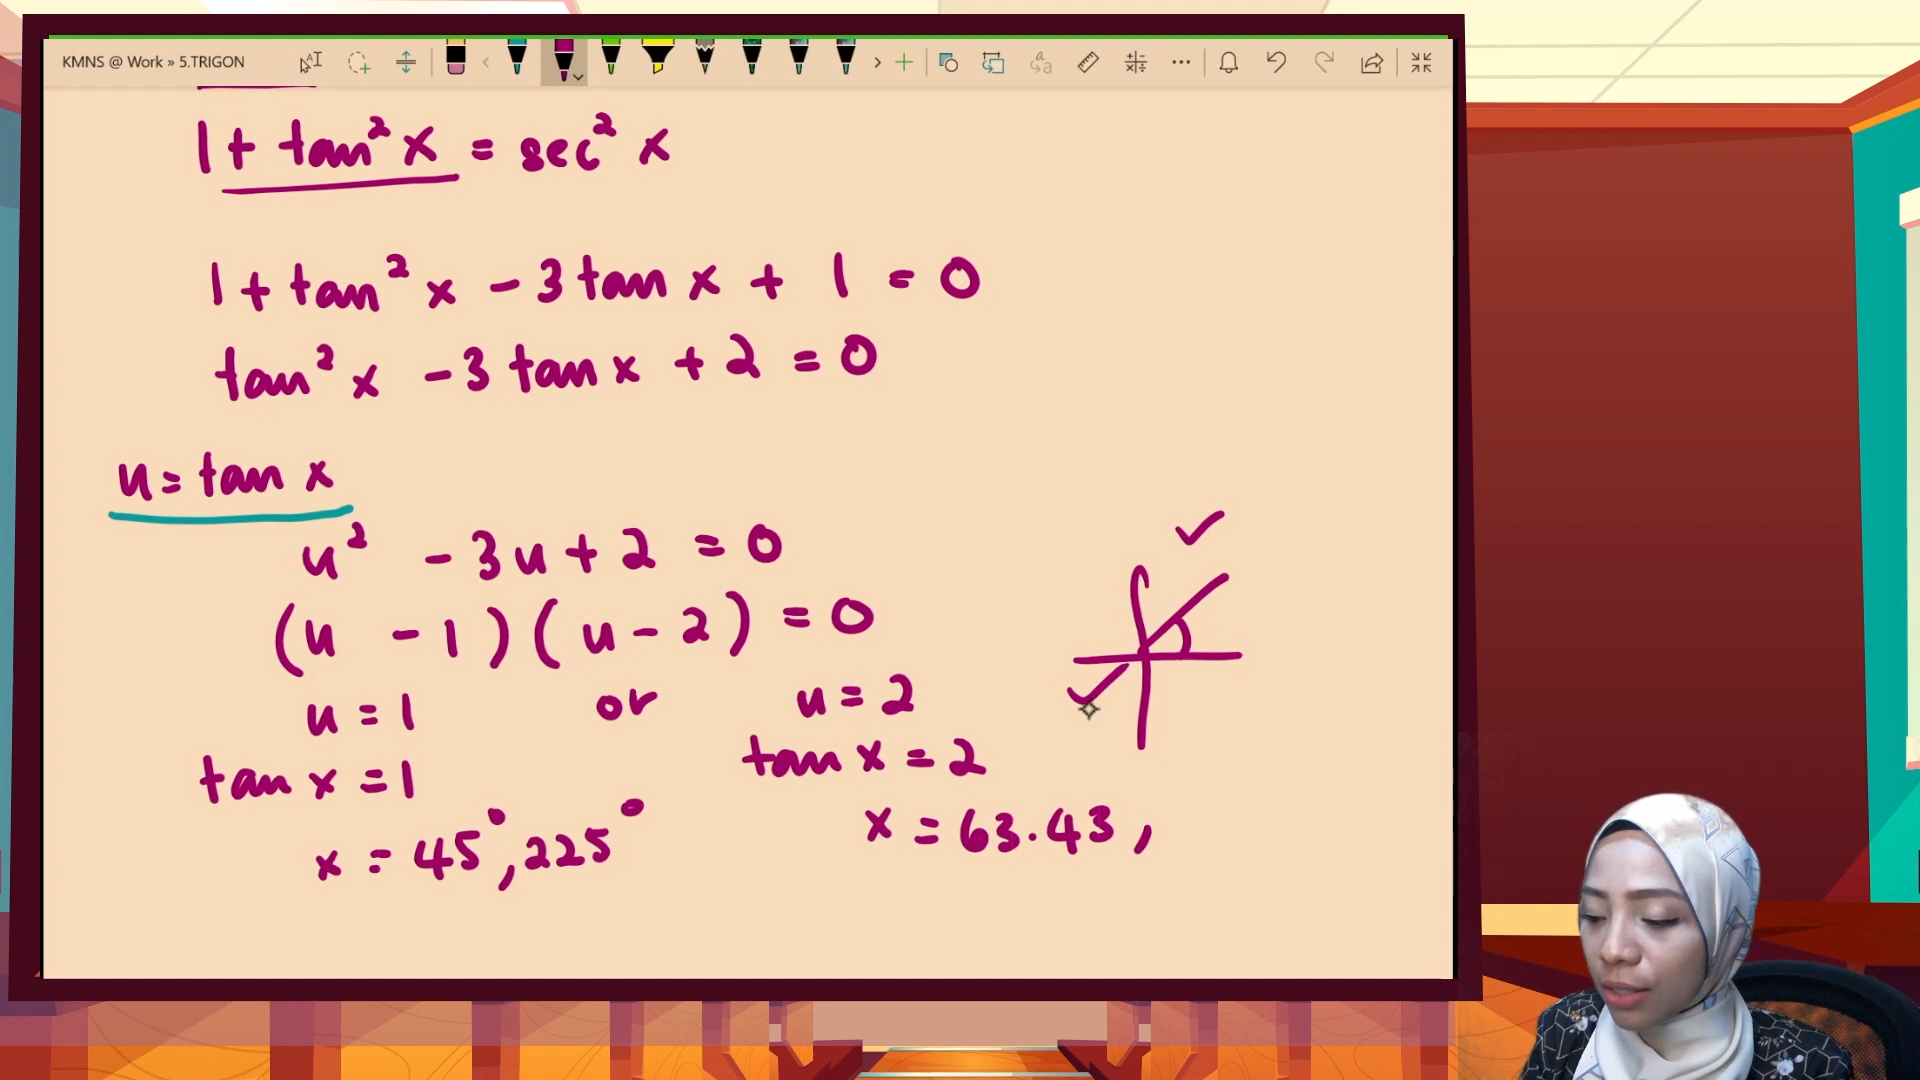 KMNS @ Work » 5.TRIGON
1 + tan² x = sec² x
1 + tan² x - 3 tan x + 1 = 0
tan² x - 3 tan x + 2 = 0
u = tan x
u² - 3u + 2 = 0
(u - 1)(u - 2) = 0
u = 1 or u = 2
tan x = 1 tan x = 2
x = 45°, 225° x = 63.43,